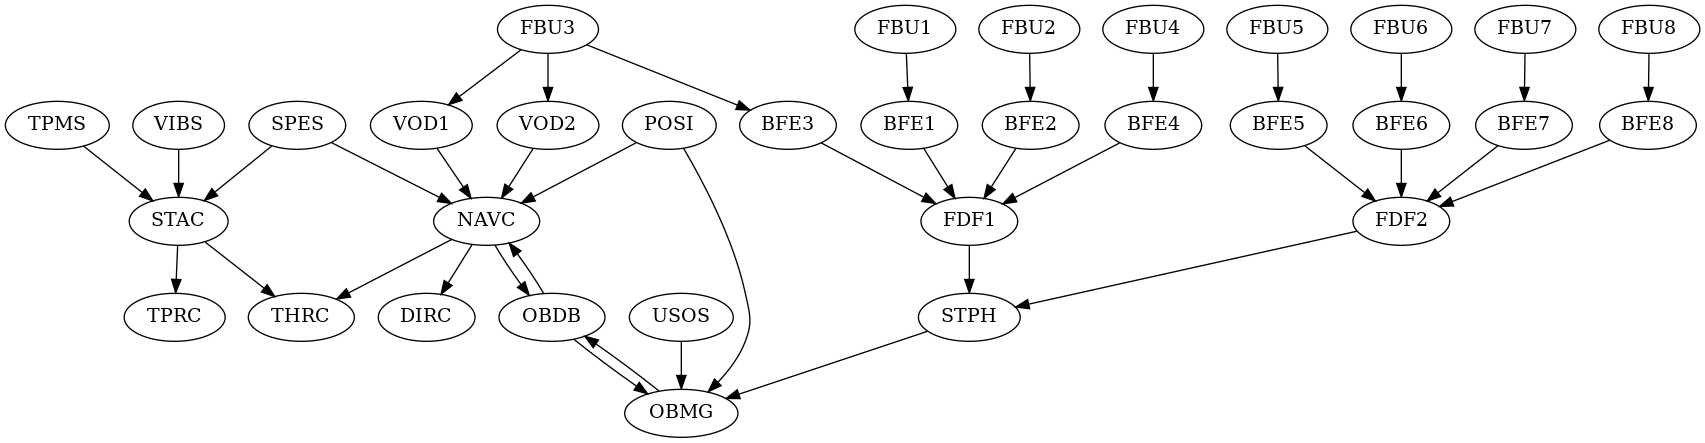 FBU3 FBU1 FBU2 FBU4 FBU5 FBU6 FBU7 FBU8
TPMS VIBS SPES VOD1 VOD2 POSI BFE3 BFE1 BFE2 BFE4 BFE5 BFE6 BFE7 BFE8
STAC NAVC FDF1 FDF2
TPRC THRC DIRC OBDB USOS STPH
OBMG